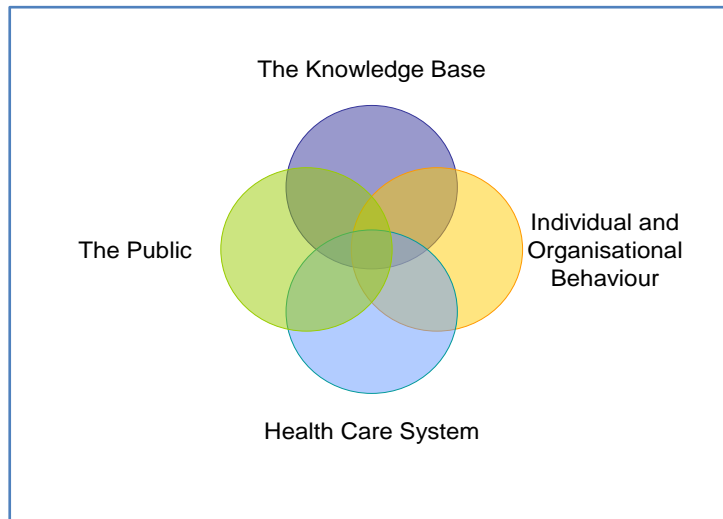 The Knowledge Base
The Public
Individual and
Organisational
Behaviour
Health Care System